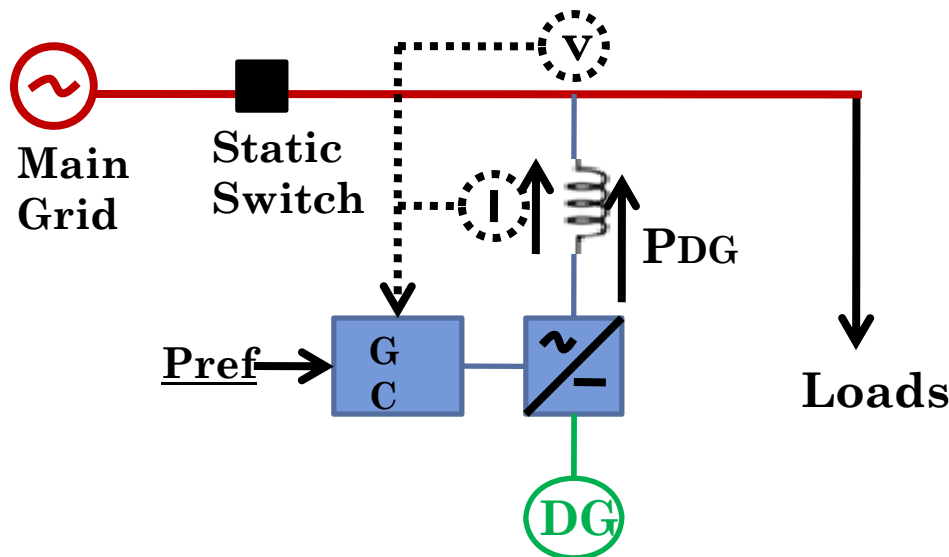 V
Main
Grid
Static
Switch
I
PDG
Pref
G
C
Loads
DG